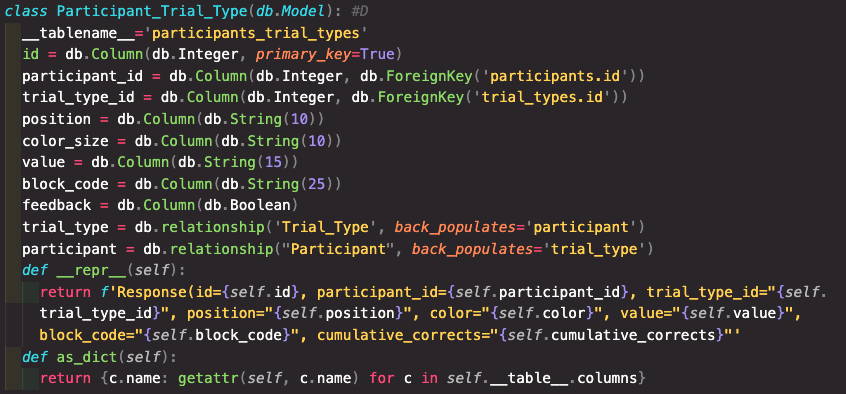 class Participant_Trial_Type(db.Model): #D
__tablename__='participants_trial_types'
id = db.Column(db.Integer, primary_key=True)
participant_id = db.Column(db.Integer, db.ForeignKey('participants.id'))
trial_type_id = db.Column(db.Integer, db.ForeignKey('trial_types.id'))
position = db.Column(db.String(10))
color_size = db.Column(db.String(10))
value = db.Column(db.String(15))
block_code = db.Column(db.String(25))
feedback = db.Column(db.Boolean)
trial_type = db.relationship('Trial_Type', back_populates='participant')
participant = db.relationship("Participant", back_populates='trial_type')
def __repr__(self):
return f'Response(id={self.id}, participant_id={self.participant_id}, trial_type_id="{self.
trial_type_id}", position="{self.position}", color="{self.color}", value="{self.value}",
block_code="{self.block_code}", cumulative_corrects="{self.cumulative_corrects}"'
def as_dict(self):
return {c.name: getattr(self, c.name) for c in self.__table__.columns}